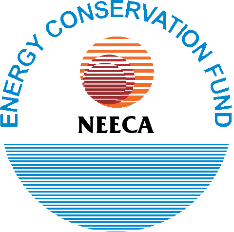 ENERGY CONSERVATION FUND
NEECA